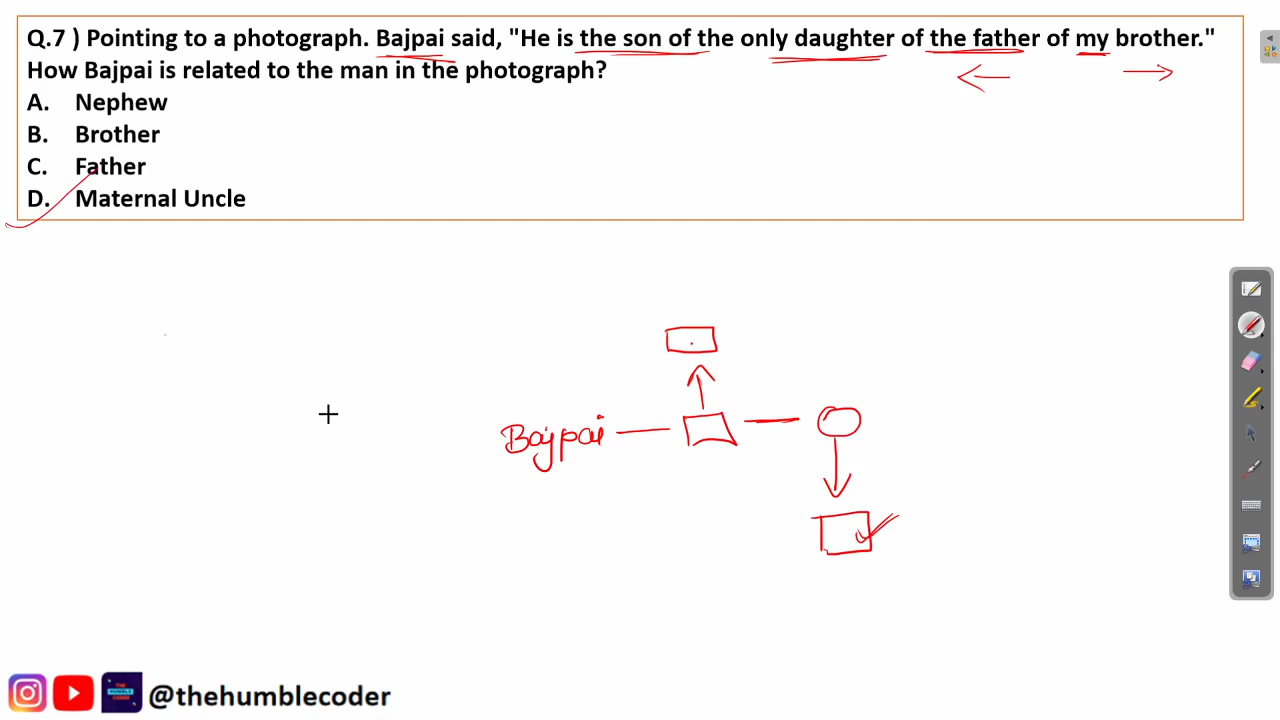 Q.7 ) Pointing to a photograph. Bajpai said, "He is the son of the only daughter of the father of my brother."
How Bajpai is related to the man in the photograph?
A. Nephew
B. Brother
C. Father
D. Maternal Uncle
Bajpai
@thehumblecoder